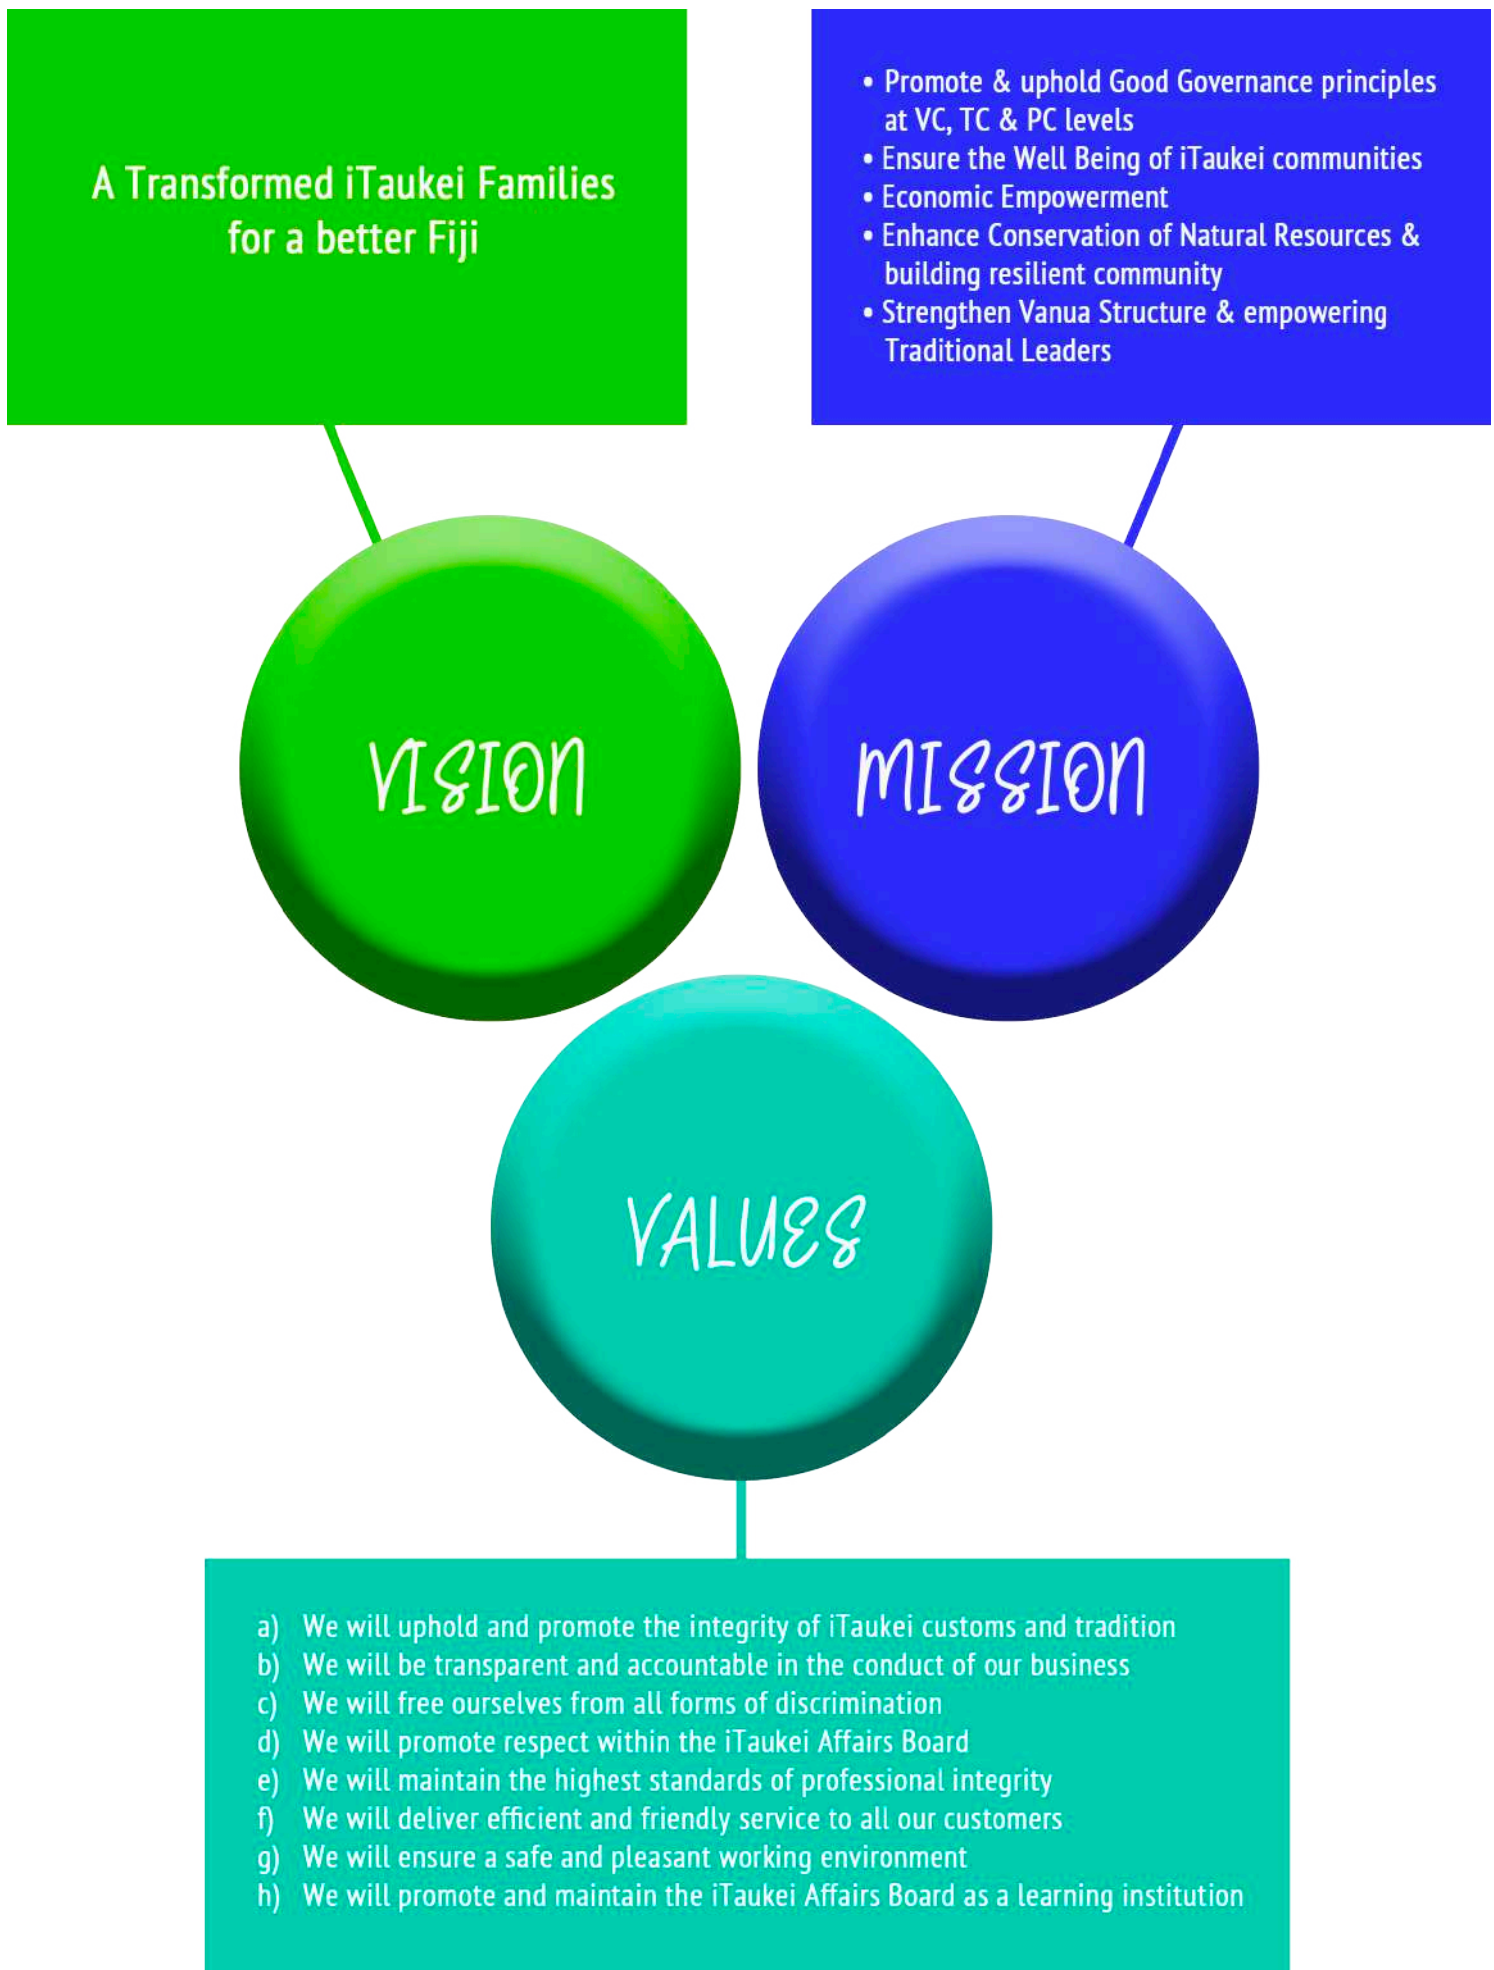 A Transformed iTaukei Families
for a better Fiji
• Promote & uphold Good Governance principles
at VC, TC & PC levels
• Ensure the Well Being of iTaukei communities
• Economic Empowerment
• Enhance Conservation of Natural Resources &
building resilient community
• Strengthen Vanua Structure & empowering
Traditional Leaders
VISION
MISSION
VALUES
a) We will uphold and promote the integrity of iTaukei customs and tradition
b) We will be transparent and accountable in the conduct of our business
c) We will free ourselves from all forms of discrimination
d) We will promote respect within the iTaukei Affairs Board
e) We will maintain the highest standards of professional integrity
f) We will deliver efficient and friendly service to all our customers
g) We will ensure a safe and pleasant working environment
h) We will promote and maintain the iTaukei Affairs Board as a learning institution